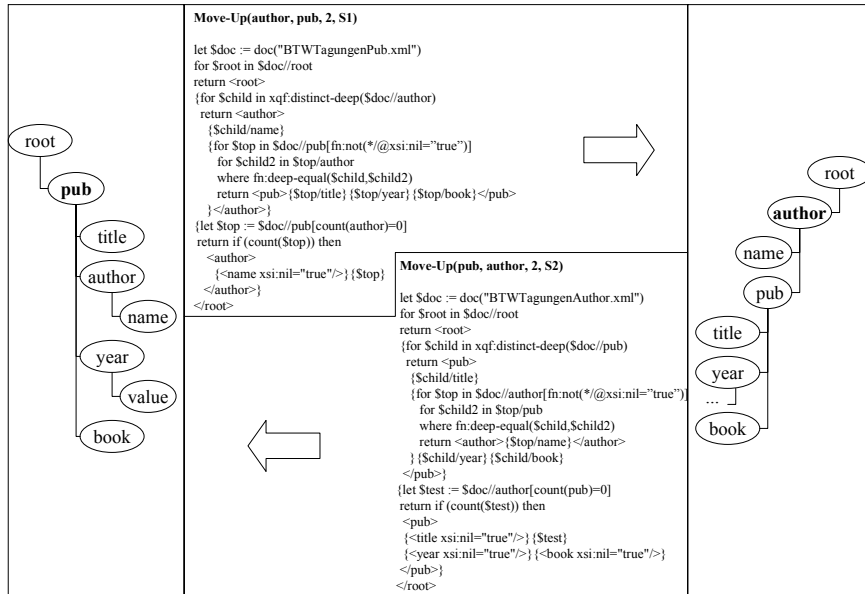 root
pub
title
author
name
year
value
book
Move-Up(author, pub, 2, S1)
let $doc := doc("BTWTagungenPub.xml")
for $root in $doc//root
return <root>
{for $child in xqf:distinct-deep($doc//author)
return <author>
{$child/name}
{for $top in $doc//pub[fn:not(*/@xsi:nil=”true”)]
for $child2 in $top/author
where fn:deep-equal($child,$child2)
return <pub>{$top/title}{$top/year}{$top/book}</pub>
}</author>}
{let $top := $doc//pub[count(author)=0]
return if (count($top)) then
<author>
{<name xsi:nil="true"/>}{$top}
</author>}
</root>
Move-Up(pub, author, 2, S2)
let $doc := doc("BTWTagungenAuthor.xml")
for $root in $doc//root
return <root>
{for $child in xqf:distinct-deep($doc//pub)
return <pub>
{$child/title}
{for $top in $doc//author[fn:not(*/@xsi:nil=”true”)]
for $child2 in $top/pub
where fn:deep-equal($child,$child2)
return <author>{$top/name}</author>
}{$child/year}{$child/book}
</pub>}
{let $test := $doc//author[count(pub)=0]
return if (count($test)) then
<pub>
{<title xsi:nil="true"/>}{$test}
{<year xsi:nil="true"/>}{<book xsi:nil="true"/>}
</pub>}
</root>
root
author
name
pub
title
year
...
book